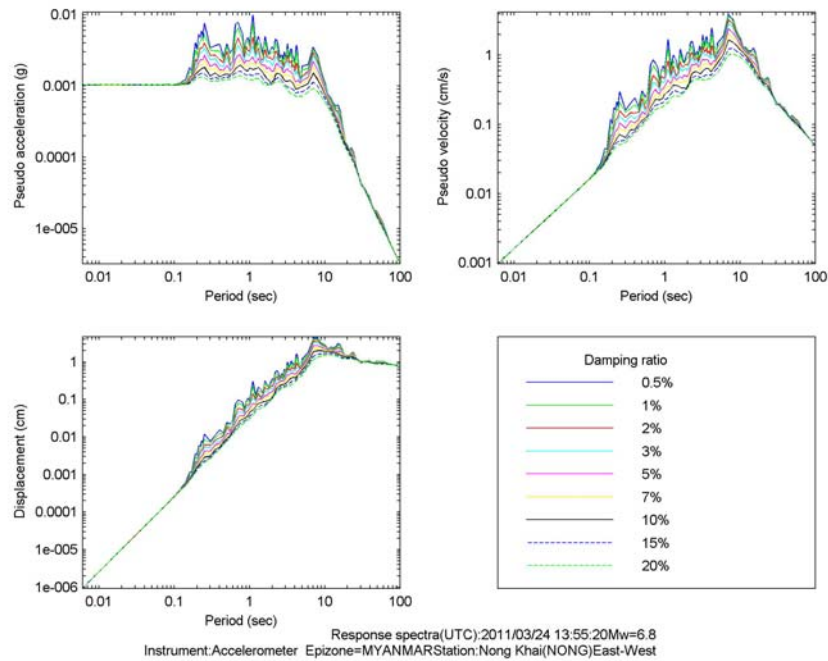 0.01
0.001
0.0001
1e-005
Pseudo acceleration (g)
0.01 0.1 1 10 100
Period (sec)
1
0.1
0.01
0.001
Pseudo velocity (cm/s)
0.01 0.1 1 10 100
Period (sec)
1
0.1
0.01
0.001
0.0001
1e-005
1e-006
Displacement (cm)
0.01 0.1 1 10 100
Period (sec)
Damping ratio
0.5%
1%
2%
3%
5%
7%
10%
15%
20%
Response spectra(UTC):2011/03/24 13:55:20Mw=6.8
Instrument:Accelerometer Epizone=MYANMARStation:Nong Khai(NONG)East-West